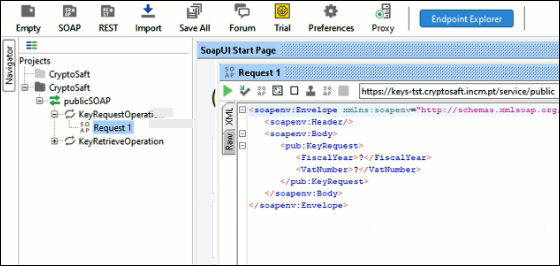 Empty SOAP REST Import Save All Forum Trial Preferences Proxy Endpoint Explorer
Navigator
Projects
CryptoSaft
CryptoSaft
publicSOAP
KeyRequestOperati
Request 1
KeyRetrieveOperation
SoapUI Start Page
Request 1
https://keys-tst.cryptosaft.incm.pt/service/public
XML
Raw
<soapenv:Envelope xmlns:soapenv="http://schemas.xmlsoap.org
<soapenv:Header/>
<soapenv:Body>
<pub:KeyRequest>
<FiscalYear>?</FiscalYear>
<VatNumber>?</VatNumber>
</pub:KeyRequest>
</soapenv:Body>
</soapenv:Envelope>